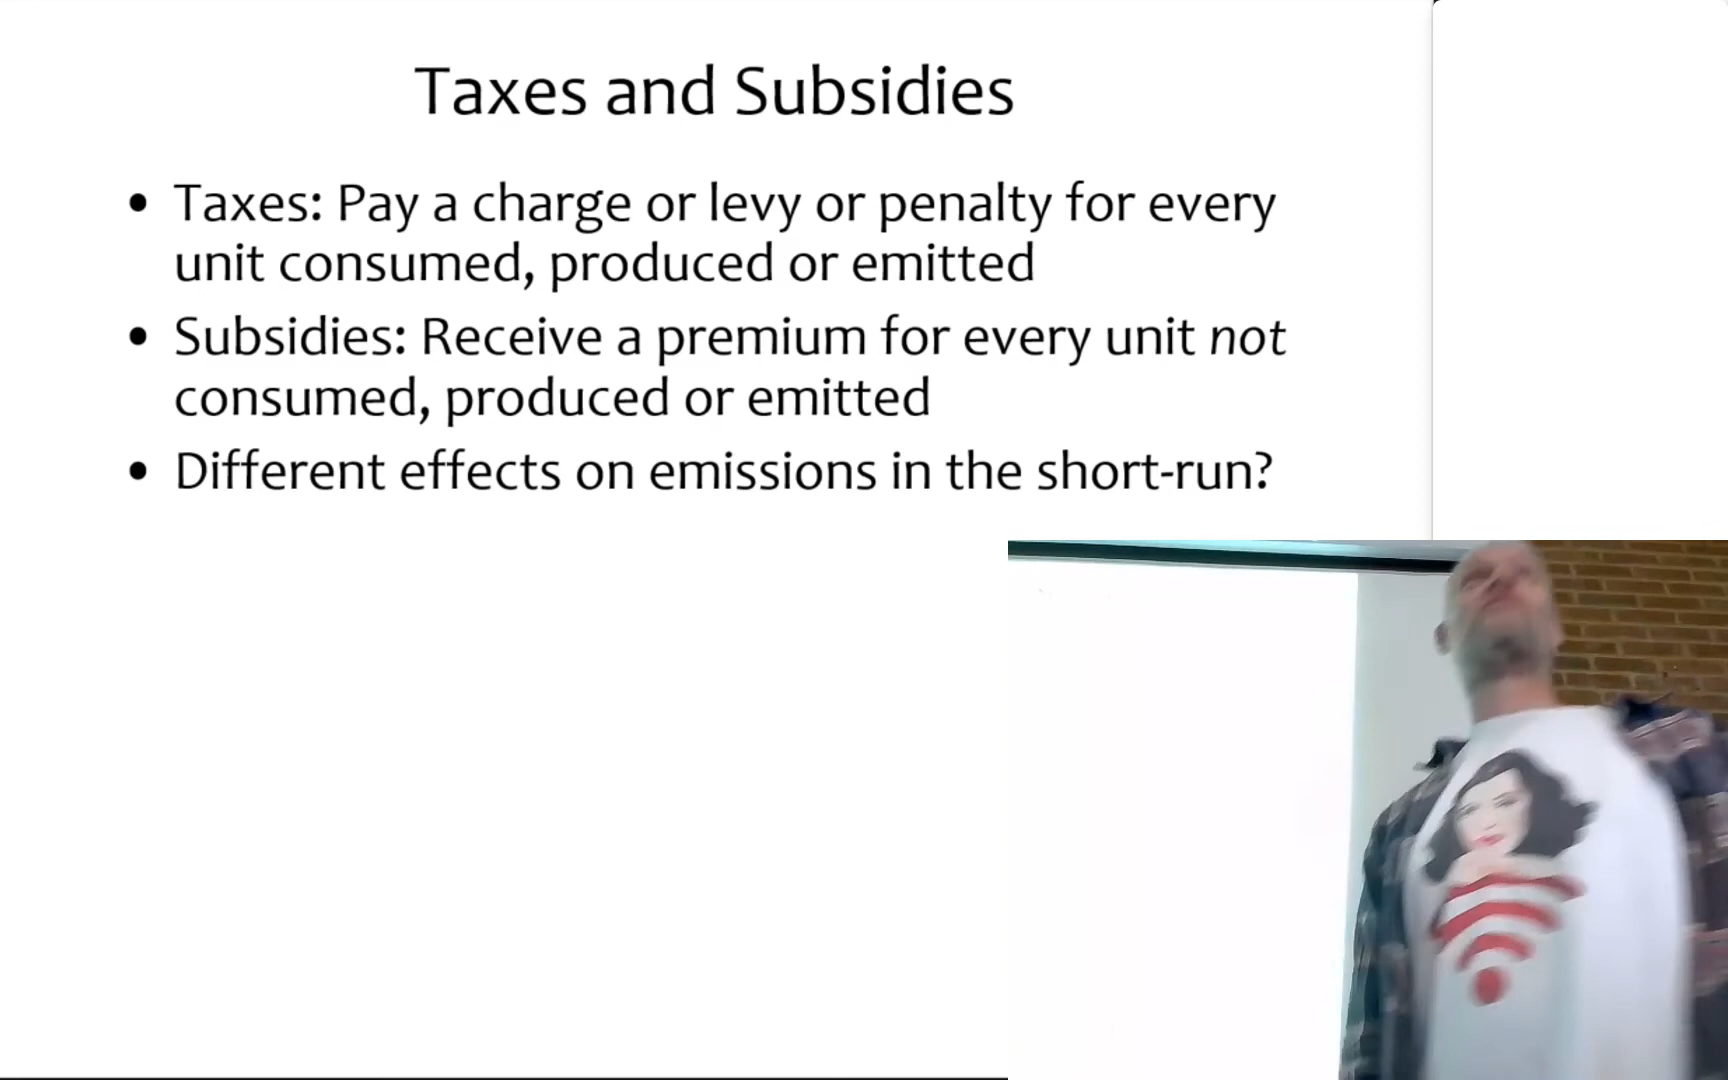 Taxes and Subsidies
• Taxes: Pay a charge or levy or penalty for every
unit consumed, produced or emitted
• Subsidies: Receive a premium for every unit not
consumed, produced or emitted
• Different effects on emissions in the short-run?